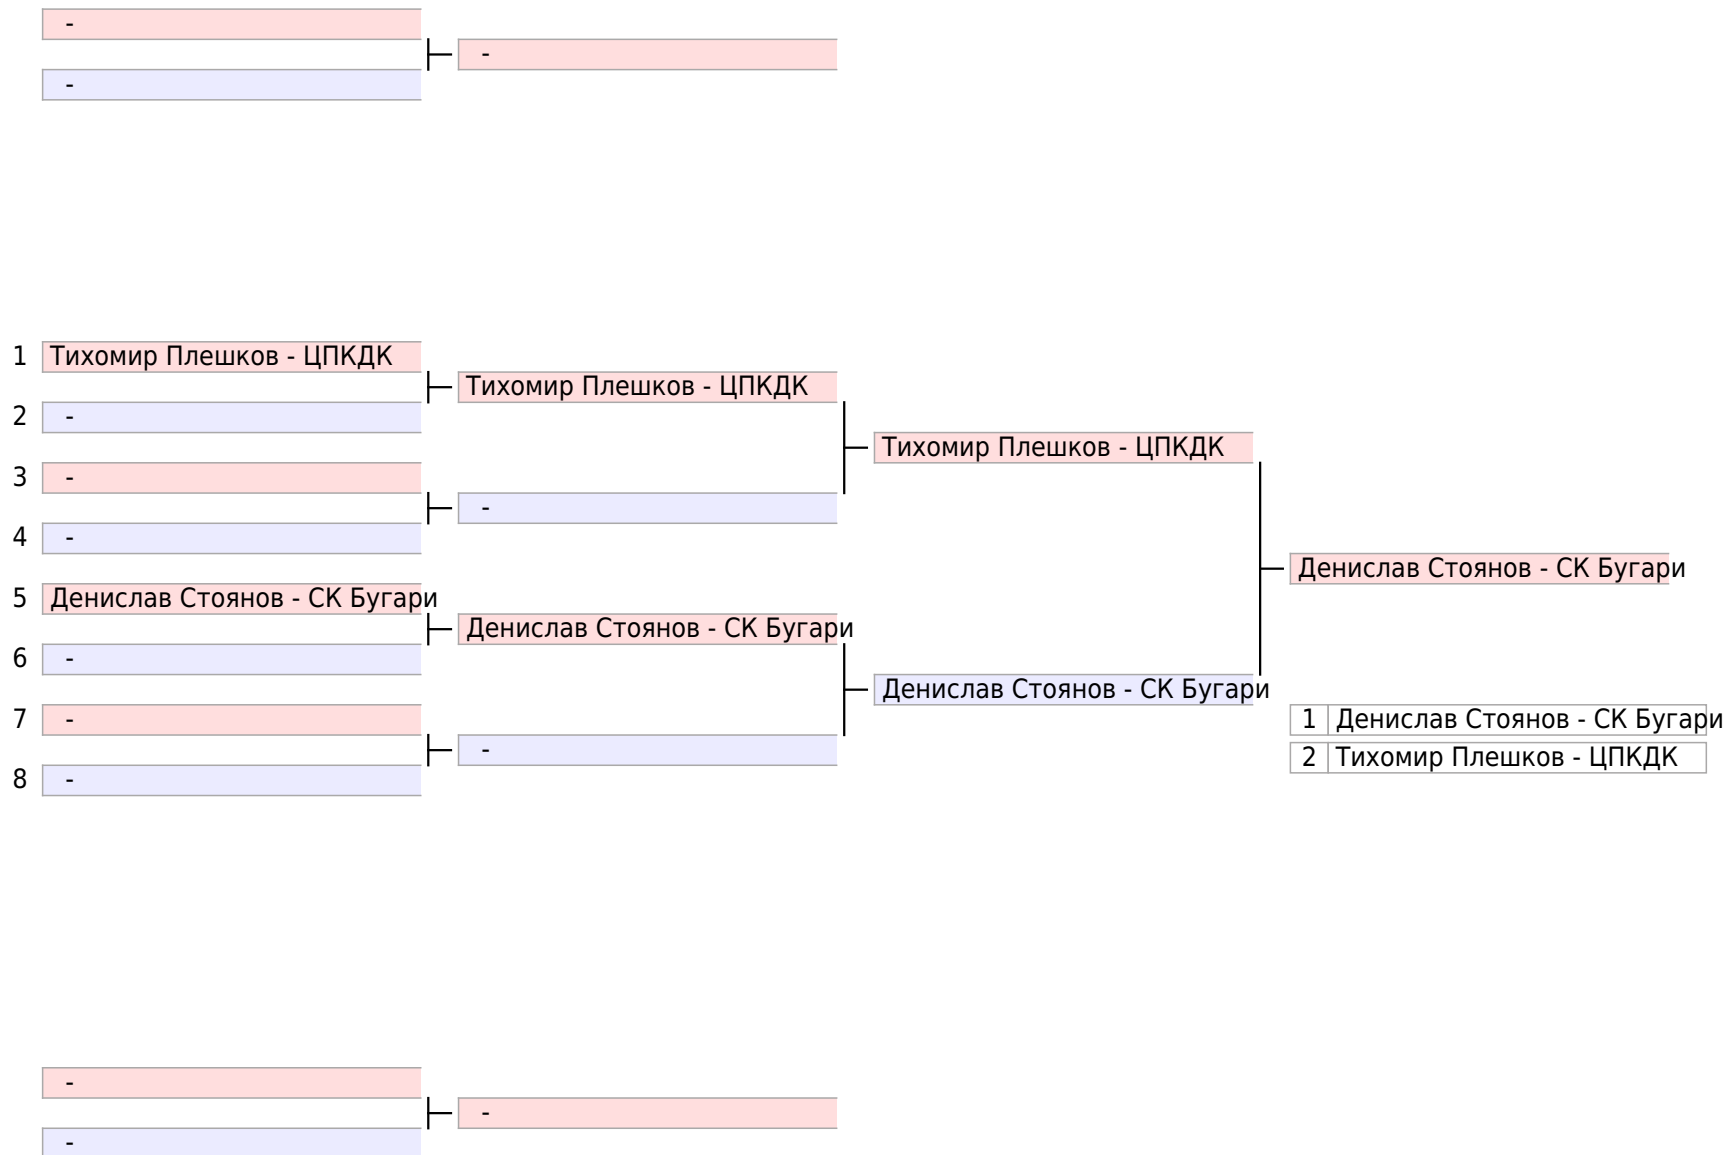 -
-
-
1 Тихомир Плешков - ЦПКДК
Тихомир Плешков - ЦПКДК
2 -
Тихомир Плешков - ЦПКДК
3 -
-
4 -
Денислав Стоянов - СК Бугари
5 Денислав Стоянов - СК Бугари
Денислав Стоянов - СК Бугари
6 -
Денислав Стоянов - СК Бугари
7 -
1 Денислав Стоянов - СК Бугари
-
2 Тихомир Плешков - ЦПКДК
8 -
-
-
-